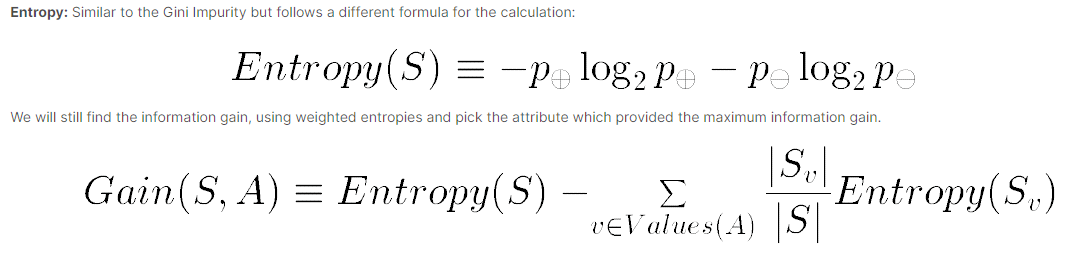 Entropy: Similar to the Gini Impurity but follows a different formula for the calculation:
Entropy(S) ≡ −p⊕ log₂ p⊕ − p⊖ log₂ p⊖
We will still find the information gain, using weighted entropies and pick the attribute which provided the maximum information gain.
Gain(S, A) ≡ Entropy(S) − Σ v∈Values(A) |Sᵥ|/|S| Entropy(Sᵥ)